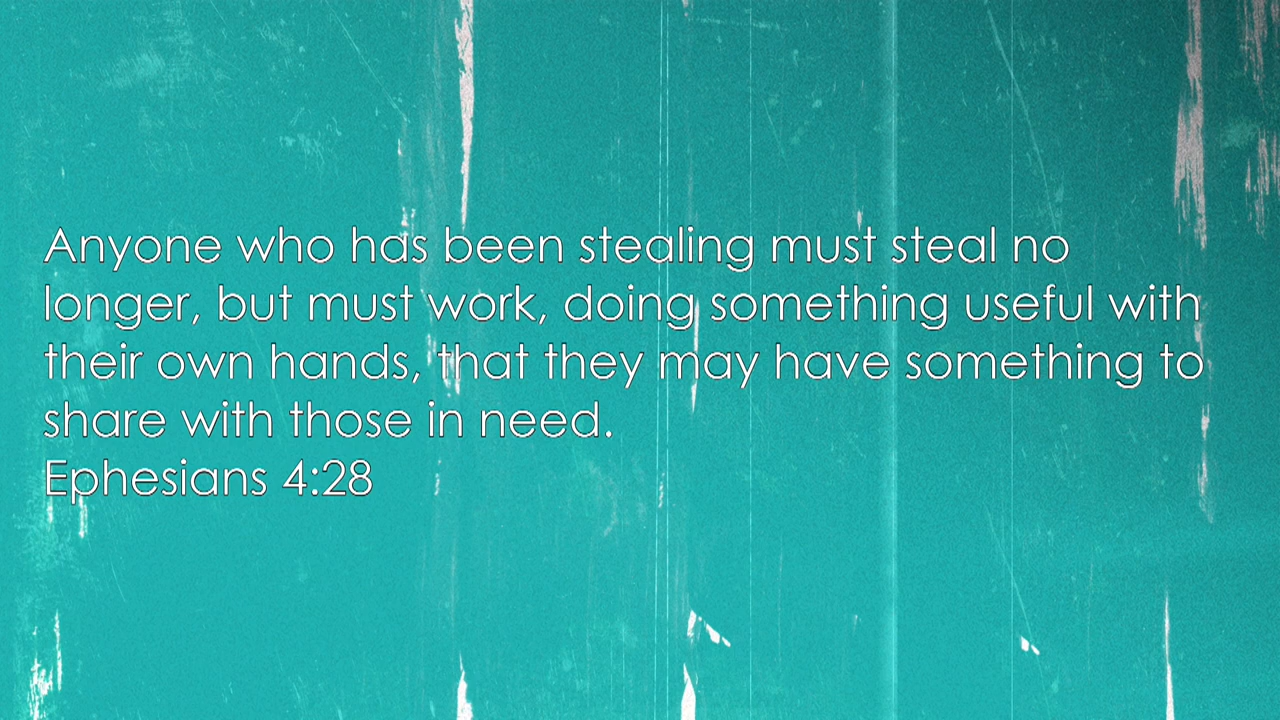 Anyone who has been stealing must steal no
longer, but must work, doing something useful with
their own hands, that they may have something to
share with those in need.
Ephesians 4:28